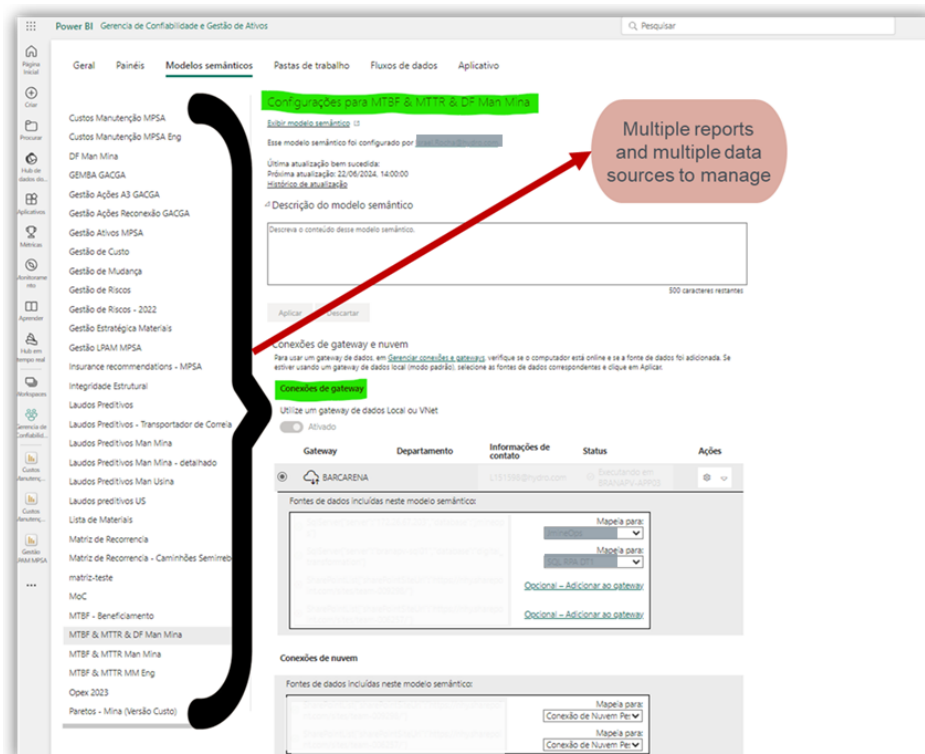 Power BI Gerencia de Confiabilidade e Gestão de Ativos
Pesquisar
Página
Inicial
Criar
Procurar
Hub de
dados do...
Aplicativos
Métricas
Monitorame
nto
Aprender
Hub em
tempo real
Workspaces
Gerencia de
Confiabilid...
Custos
Manutenç...
Custos
Manutenç...
Gestão
LPAM MPSA
...
Geral Painéis Modelos semânticos Pastas de trabalho Fluxos de dados Aplicativo
Custos Manutenção MPSA
Custos Manutenção MPSA Eng
DF Man Mina
GEMBA GACGA
Gestão Ações A3 GACGA
Gestão Ações Reconexão GACGA
Gestão Ativos MPSA
Gestão de Custo
Gestão de Mudança
Gestão de Riscos
Gestão de Riscos - 2022
Gestão Estratégica Materiais
Gestão LPAM MPSA
Insurance recommendations - MPSA
Integridade Estrutural
Laudos Preditivos
Laudos Preditivos - Transportador de Correia
Laudos Preditivos Man Mina
Laudos Preditivos Man Mina - detalhado
Laudos Preditivos Man Usina
Laudos preditivos US
Lista de Materiais
Matriz de Recorrencia
Matriz de Recorrencia - Caminhões Semirrebo
matriz-teste
MoC
MTBF - Beneficiamento
MTBF & MTTR & DF Man Mina
MTBF & MTTR Man Mina
MTBF & MTTR MM Eng
Opex 2023
Paretos - Mina (Versão Custo)
Configurações para MTBF & MTTR & DF Man Mina
Exibir modelo semântico
Esse modelo semântico foi configurado por
Última atualização bem sucedida:
Próxima atualização: 22/06/2024, 14:00:00
Histórico de atualização
Descrição do modelo semântico
Descreva o conteúdo desse modelo semântico.
500 caracteres restantes
Aplicar Descartar
Conexões de gateway e nuvem
Para usar um gateway de dados, em Gerenciar conexões e gateways, verifique se o computador está online e se a fonte de dados foi adicionada. Se
estiver usando um gateway de dados local (modo padrão), selecione as fontes de dados correspondentes e clique em Aplicar.
Conexões de gateway
Utilize um gateway de dados Local ou VNet
Ativado
Gateway Departamento Informações de contato Status Ações
BARCARENA Executando em
Fontes de dados incluídas neste modelo semântico:
Mapeia para:
Mapeia para:
Opcional – Adicionar ao gateway
Opcional – Adicionar ao gateway
Conexões de nuvem
Fontes de dados incluídas neste modelo semântico:
Mapeia para:
Conexão de Nuvem Pes
Mapeia para:
Conexão de Nuvem Pes
Multiple reports
and multiple data
sources to manage